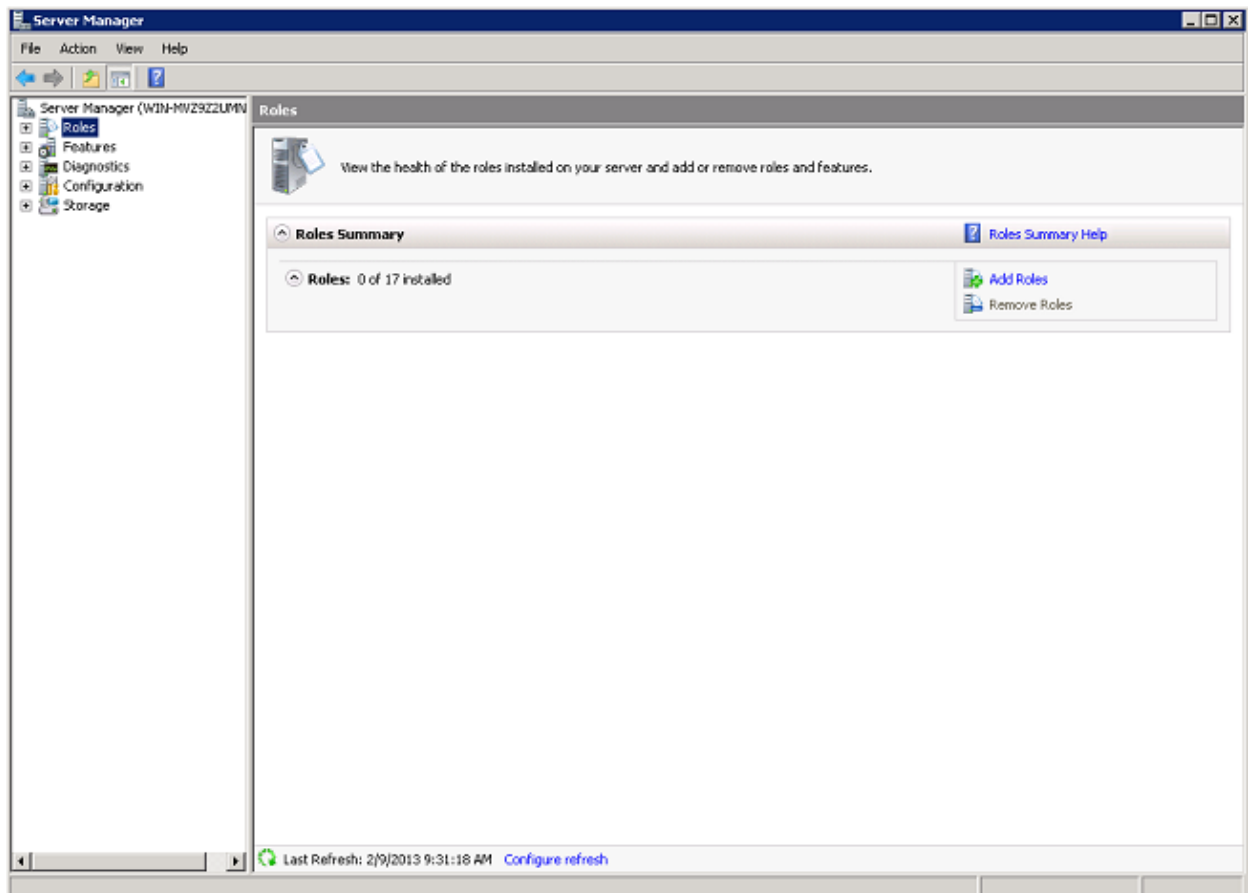 Server Manager
File Action View Help
Server Manager (WIN-MVZ9Z2UMN
Roles
Features
Diagnostics
Configuration
Storage
Roles
View the health of the roles installed on your server and add or remove roles and features.
Roles Summary
Roles Summary Help
Roles: 0 of 17 installed
Add Roles
Remove Roles
Last Refresh: 2/9/2013 9:31:18 AM Configure refresh